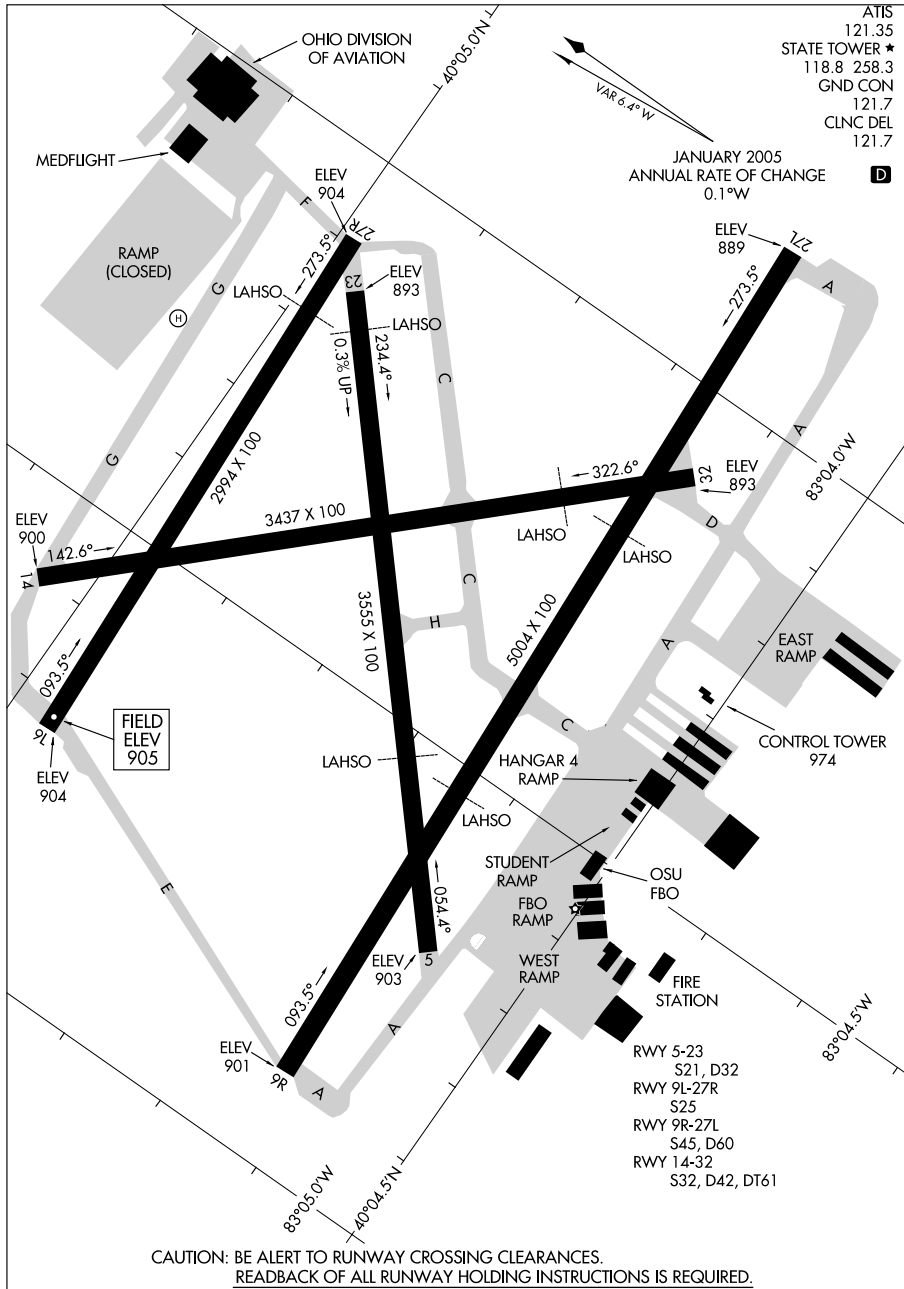 ATIS
121.35
STATE TOWER ★
118.8 258.3
GND CON
121.7
CLNC DEL
121.7
D
OHIO DIVISION
OF AVIATION
40°05.0'N
VAR 6.4° W
JANUARY 2005
ANNUAL RATE OF CHANGE
0.1°W
MEDFLIGHT
ELEV
904
27R
F
ELEV
889
27L
RAMP
(CLOSED)
273.5°
G
H
LAHSO
23
ELEV
893
LAHSO
234.4°
0.3% UP
273.5°
A
C
A
83°04.0'W
G
2994 X 100
322.6°
32
ELEV
893
3437 X 100
LAHSO
LAHSO
D
ELEV
900
142.6°
14
C
3555 X 100
H
5004 X 100
A
EAST
RAMP
093.5°
9L
FIELD
ELEV
905
ELEV
904
C
CONTROL TOWER
974
HANGAR 4
RAMP
LAHSO
LAHSO
STUDENT
RAMP
OSU
FBO
FBO
RAMP
E
054.4°
ELEV
903
5
WEST
RAMP
FIRE
STATION
83°04.5'W
093.5°
A
ELEV
901
9R
A
RWY 5-23
S21, D32
RWY 9L-27R
S25
RWY 9R-27L
S45, D60
RWY 14-32
S32, D42, DT61
83°05.0'W
40°04.5'N
CAUTION: BE ALERT TO RUNWAY CROSSING CLEARANCES.
READBACK OF ALL RUNWAY HOLDING INSTRUCTIONS IS REQUIRED.